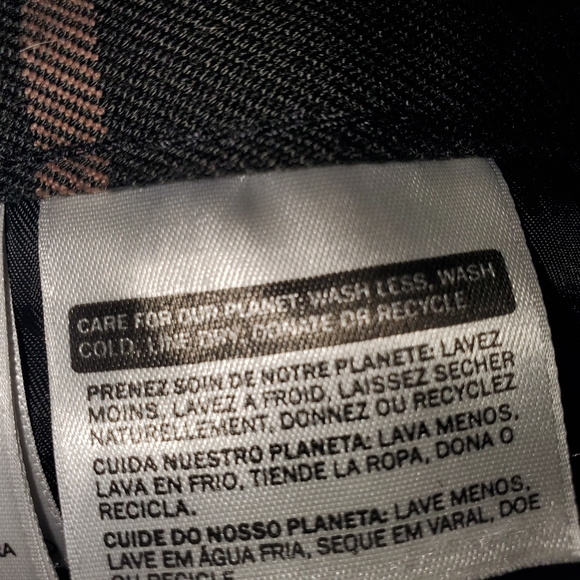 CARE FOR OUR PLANET: WASH LESS, WASH
COLD, LINE DRY, DONATE OR RECYCLE
PRENEZ SOIN DE NOTRE PLANETE: LAVEZ
MOINS, LAVEZ A FROID, LAISSEZ SECHER
NATURELLEMENT, DONNEZ OU RECYCLEZ
CUIDA NUESTRO PLANETA: LAVA MENOS,
LAVA EN FRIO, TIENDE LA ROPA, DONA O
RECICLA.
CUIDE DO NOSSO PLANETA: LAVE MENOS,
LAVE EM ÁGUA FRIA, SEQUE EM VARAL, DOE
OU RECICLE